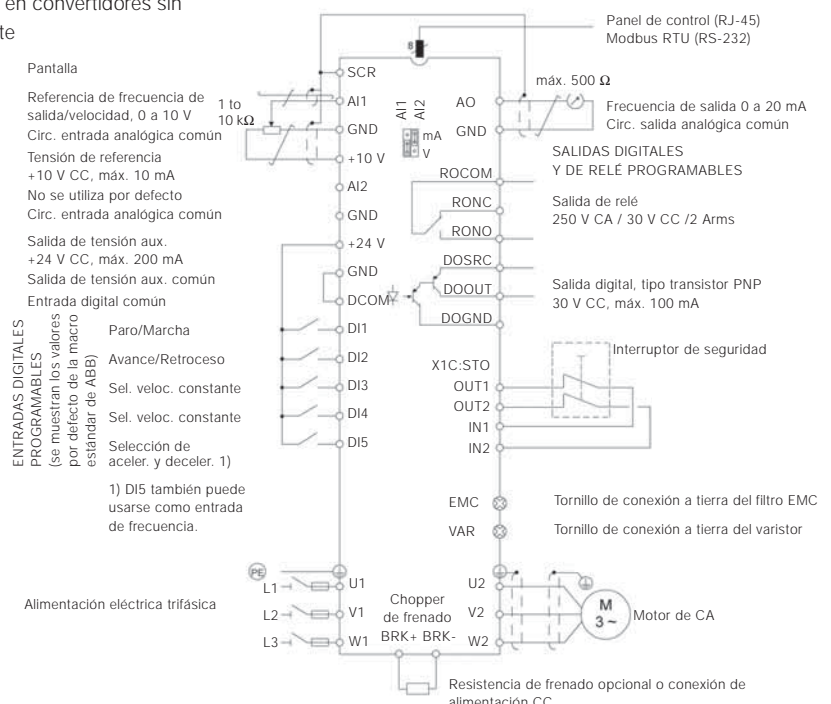 en convertidores sin
te
Pantalla
Referencia de frecuencia de
salida/velocidad, 0 a 10 V
Circ. entrada analógica común
Tensión de referencia
+10 V CC, máx. 10 mA
No se utiliza por defecto
Circ. entrada analógica común
Salida de tensión aux.
+24 V CC, máx. 200 mA
Salida de tensión aux. común
Entrada digital común
ENTRADAS DIGITALES
PROGRAMABLES
(se muestran los valores
por defecto de la macro
estándar de ABB)
Paro/Marcha
Avance/Retroceso
Sel. veloc. constante
Sel. veloc. constante
Selección de
aceler. y deceler. 1)
1) DI5 también puede
usarse como entrada
de frecuencia.
Alimentación eléctrica trifásica
1 to
10 kΩ
PE
L1
L2
L3
8
SCR
AI1
GND
+10 V
AI2
GND
+24 V
GND
DCOM
DI1
DI2
DI3
DI4
DI5
U1
V1
W1
AI1
AI2
mA
V
Chopper
de frenado
BRK+ BRK-
AO
GND
ROCOM
RONC
RONO
DOSRC
DOOUT
DOGND
X1C:STO
OUT1
OUT2
IN1
IN2
EMC
VAR
U2
V2
W2
Panel de control (RJ-45)
Modbus RTU (RS-232)
máx. 500 Ω
Frecuencia de salida 0 a 20 mA
Circ. salida analógica común
SALIDAS DIGITALES
Y DE RELÉ PROGRAMABLES
Salida de relé
250 V CA / 30 V CC /2 Arms
Salida digital, tipo transistor PNP
30 V CC, máx. 100 mA
Interruptor de seguridad
Tornillo de conexión a tierra del filtro EMC
Tornillo de conexión a tierra del varistor
M
3 ~
Motor de CA
Resistencia de frenado opcional o conexión de
alimentación CC